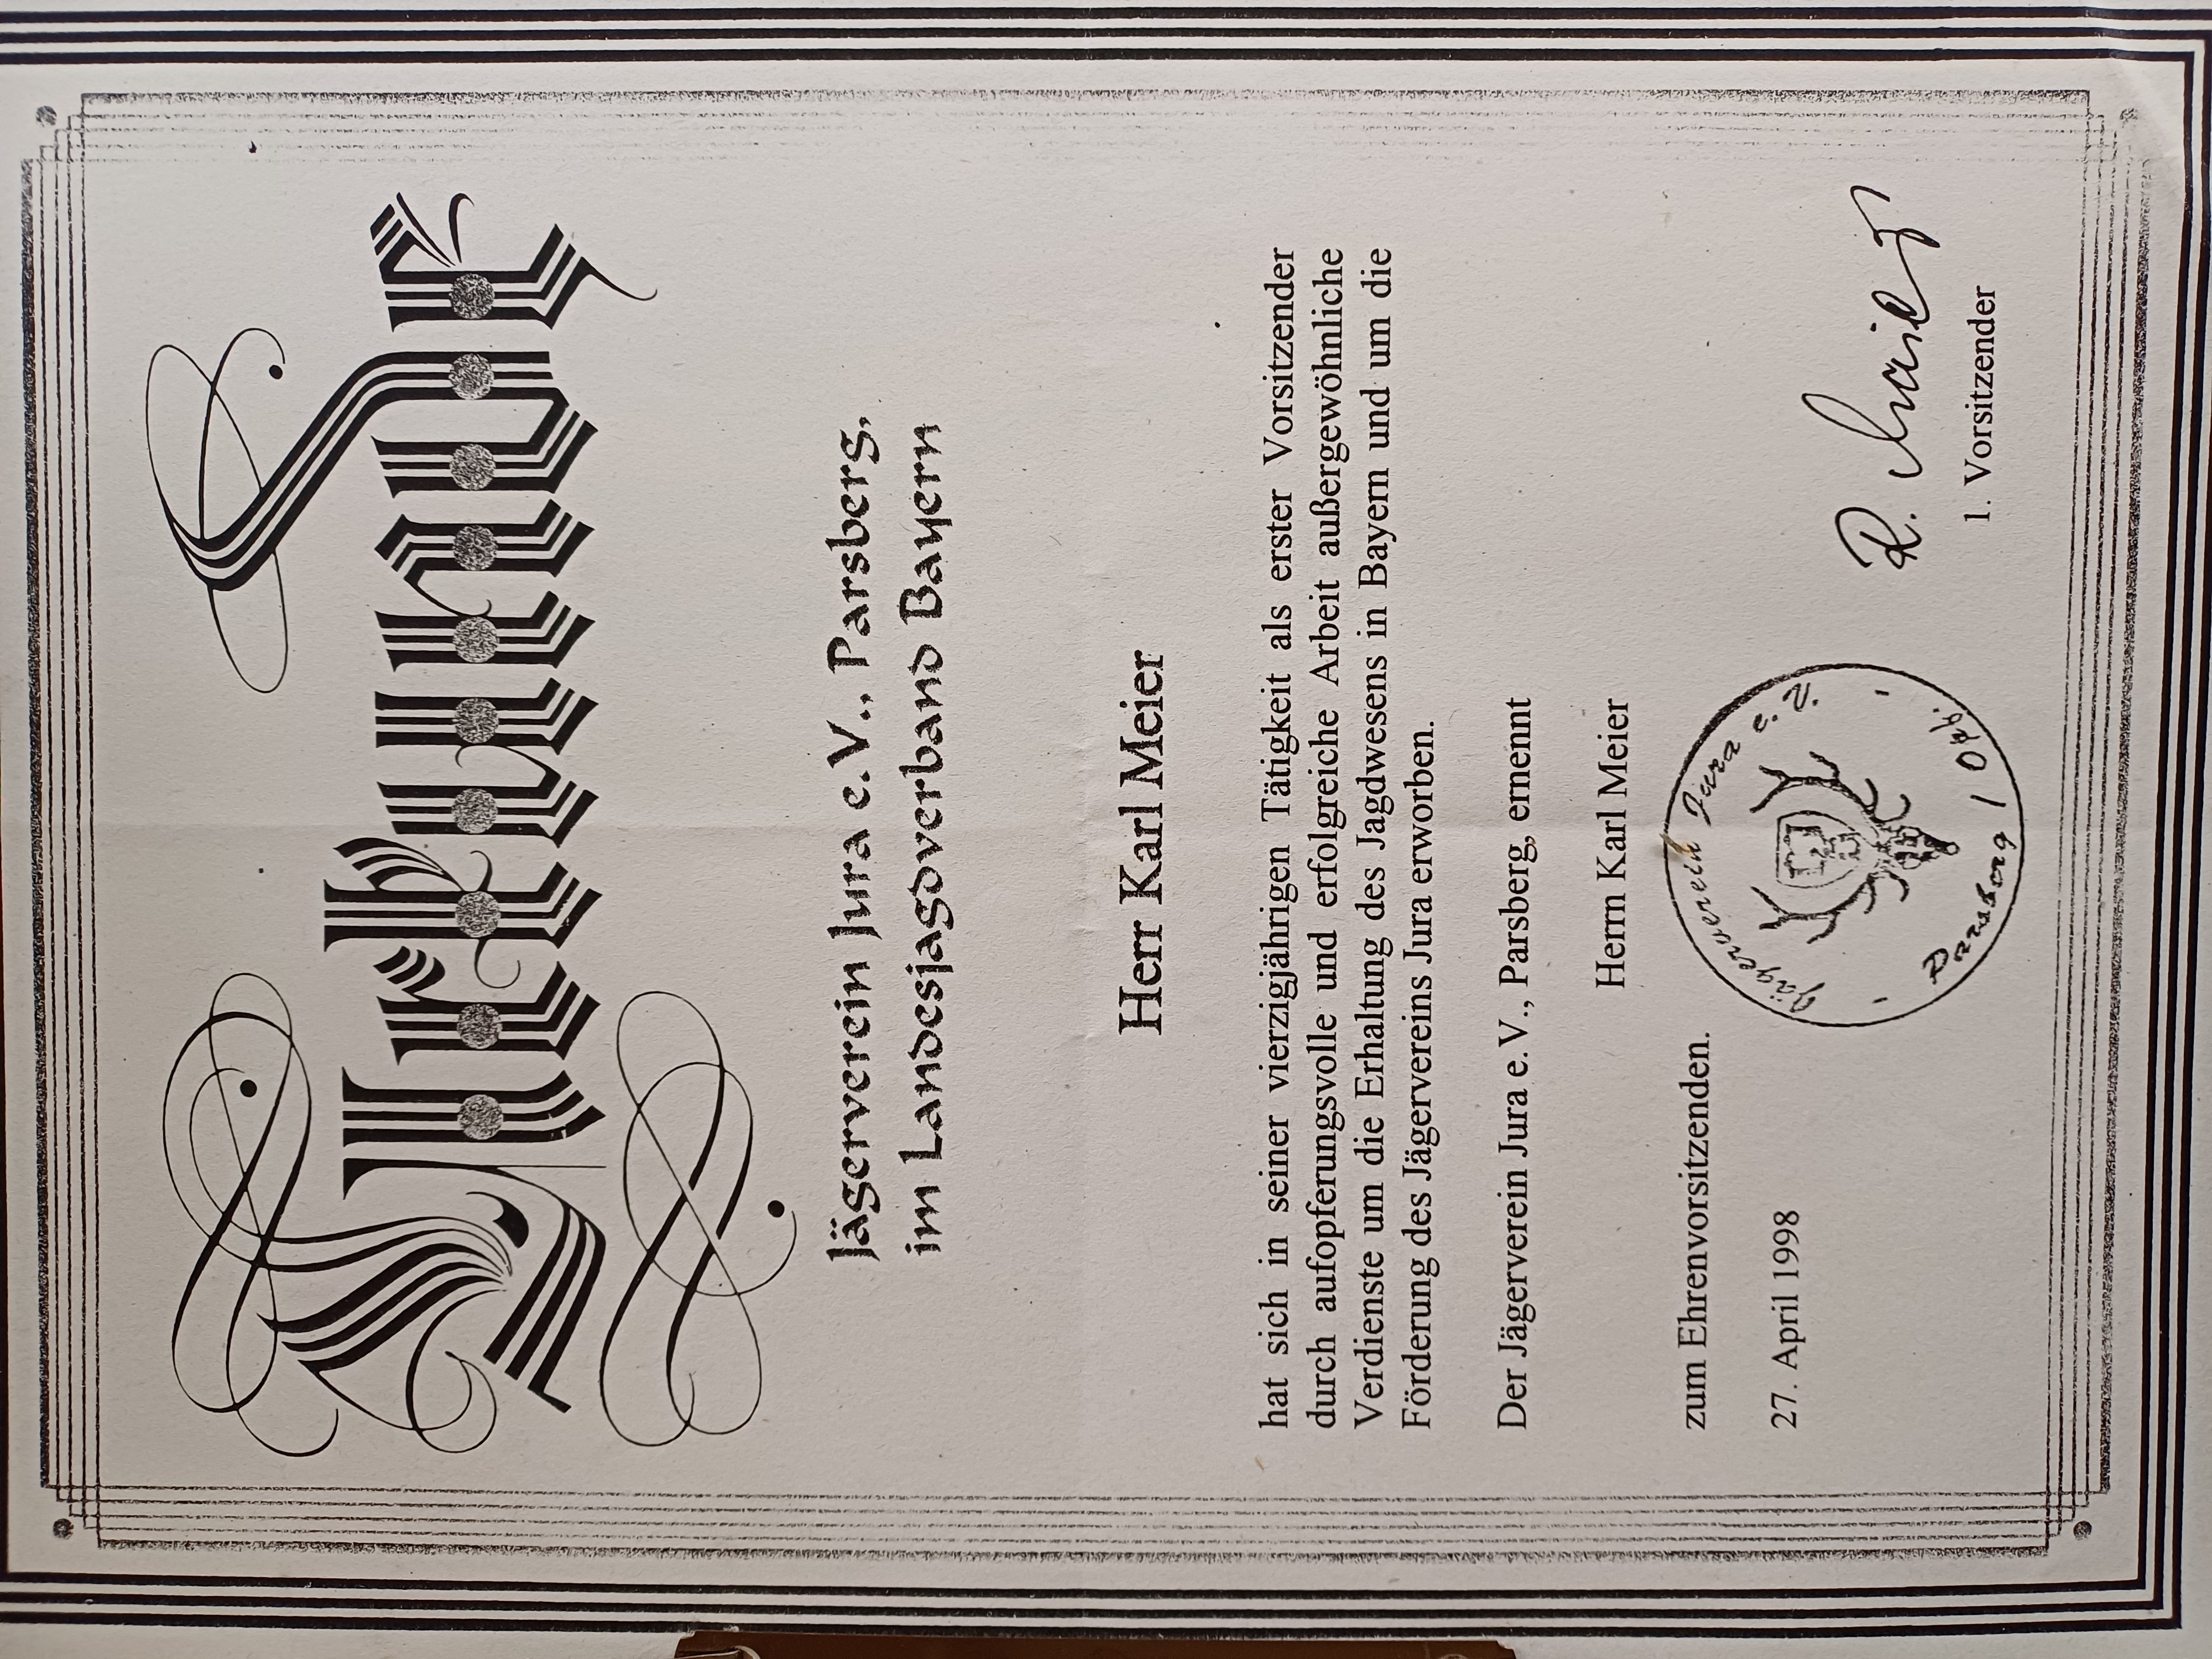 Urkunde
Jägerverein Jura e.V., Parsberg,
im Landesjagdverband Bayern
Herr Karl Meier
hat sich in seiner vierzigjährigen Tätigkeit als erster Vorsitzender
durch aufopferungsvolle und erfolgreiche Arbeit außergewöhnliche
Verdienste um die Erhaltung des Jagdwesens in Bayern und um die
Förderung des Jägervereins Jura erworben.
Der Jägerverein Jura e.V., Parsberg, ernennt
Herrn Karl Meier
zum Ehrenvorsitzenden.
27. April 1998
Jägerverein Jura e.V.
Parsberg / Opf.
R.
1. Vorsitzender